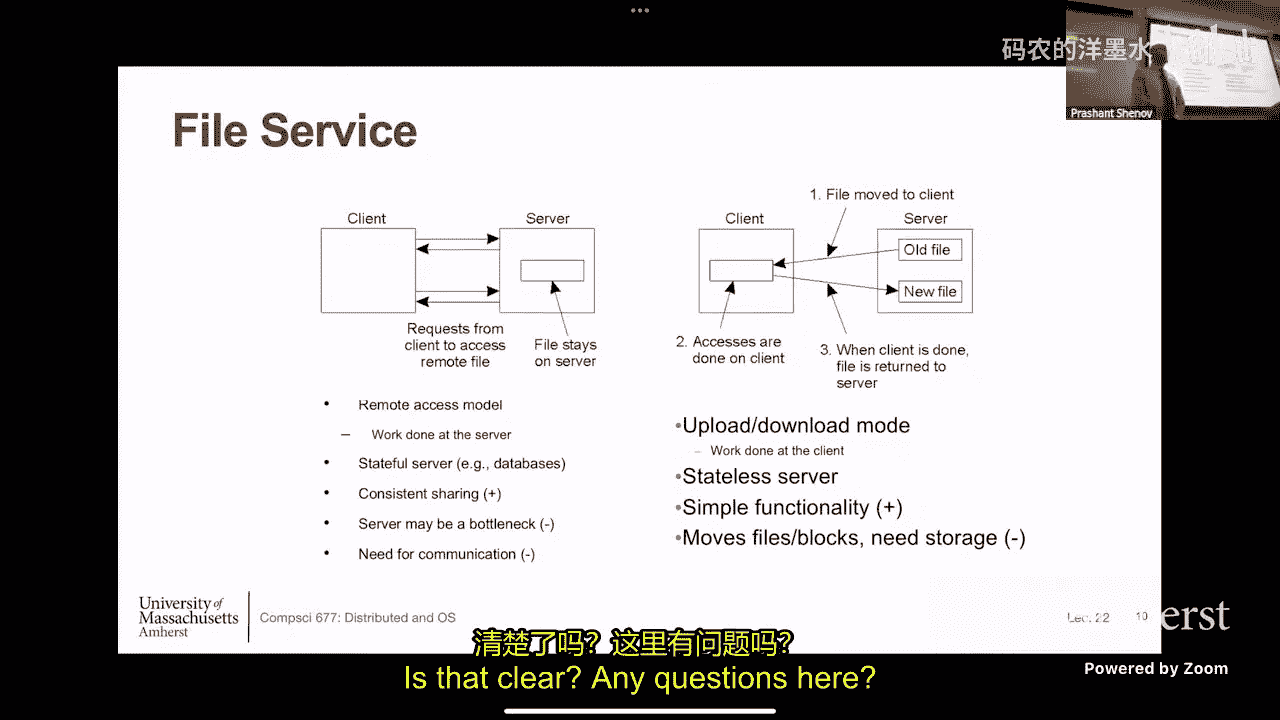 码农的洋墨水
Prashant Shenoy
File Service
Client
Server
Requests from
client to access
remote file
File stays
on server
1. File moved to client
Client
Server
Old file
New file
2. Accesses are
done on client
3. When client is done,
file is returned to
server
• Remote access model
– Work done at the server
• Stateful server (e.g., databases)
• Consistent sharing (+)
• Server may be a bottleneck (-)
• Need for communication (-)
•Upload/download mode
– Work done at the client
•Stateless server
•Simple functionality (+)
•Moves files/blocks, need storage (-)
University of
Massachusetts
Amherst
Compsci 677: Distributed and OS
Lec. 22
10
erst
清楚了吗？这里有问题吗？
Is that clear? Any questions here?
Powered by Zoom